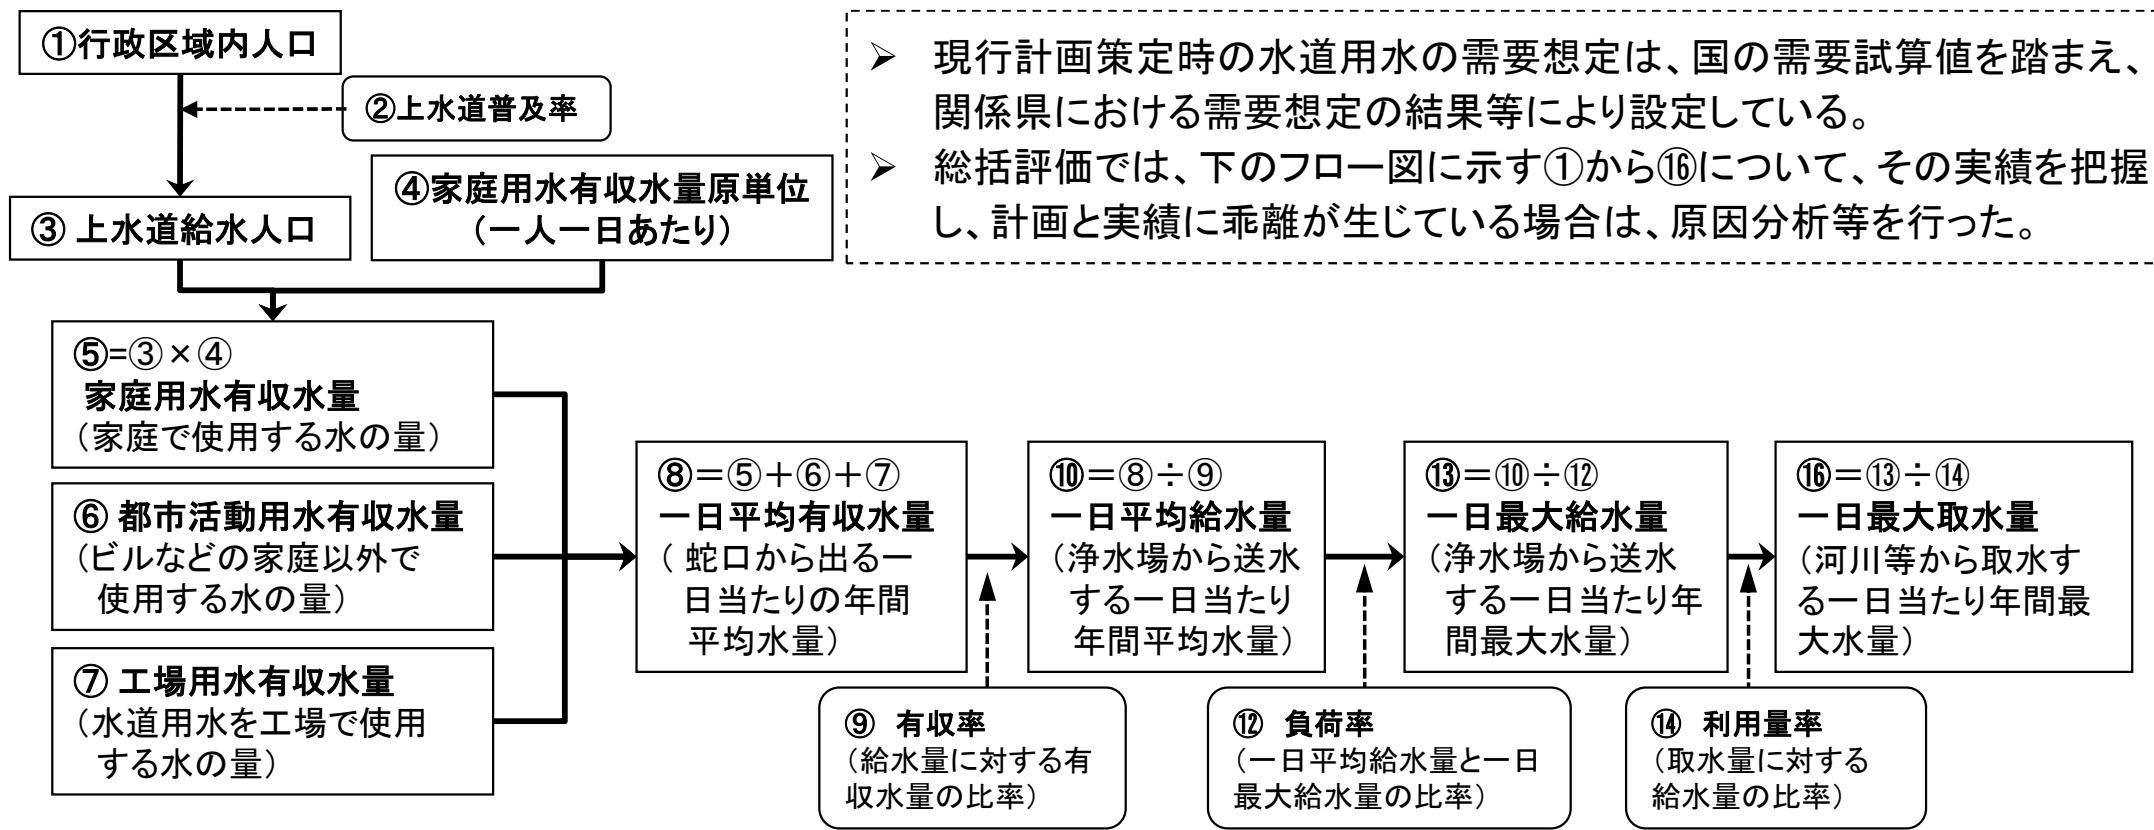 ①行政区域内人口
②上水道普及率
③ 上水道給水人口
④家庭用水有収水量原単位
（一人一日あたり）
➢ 現行計画策定時の水道用水の需要想定は、国の需要試算値を踏まえ、
関係県における需要想定の結果等により設定している。
➢ 総括評価では、下のフロー図に示す①から⑯について、その実績を把握
し、計画と実績に乖離が生じている場合は、原因分析等を行った。
⑤=③×④
家庭用水有収水量
（家庭で使用する水の量）
⑥ 都市活動用水有収水量
（ビルなどの家庭以外で
使用する水の量）
⑦ 工場用水有収水量
（水道用水を工場で使用
する水の量）
⑧＝⑤＋⑥＋⑦
一日平均有収水量
（ 蛇口から出る一
日当たりの年間
平均水量）
⑨ 有収率
（給水量に対する有
収水量の比率）
⑩＝⑧÷⑨
一日平均給水量
（浄水場から送水
する一日当たり
年間平均水量）
⑫ 負荷率
（一日平均給水量と一日
最大給水量の比率）
⑬＝⑩÷⑫
一日最大給水量
（浄水場から送水
する一日当たり年
間最大水量）
⑭ 利用量率
（取水量に対する
給水量の比率）
⑯＝⑬÷⑭
一日最大取水量
（河川等から取水す
る一日当たり年間最
大水量）